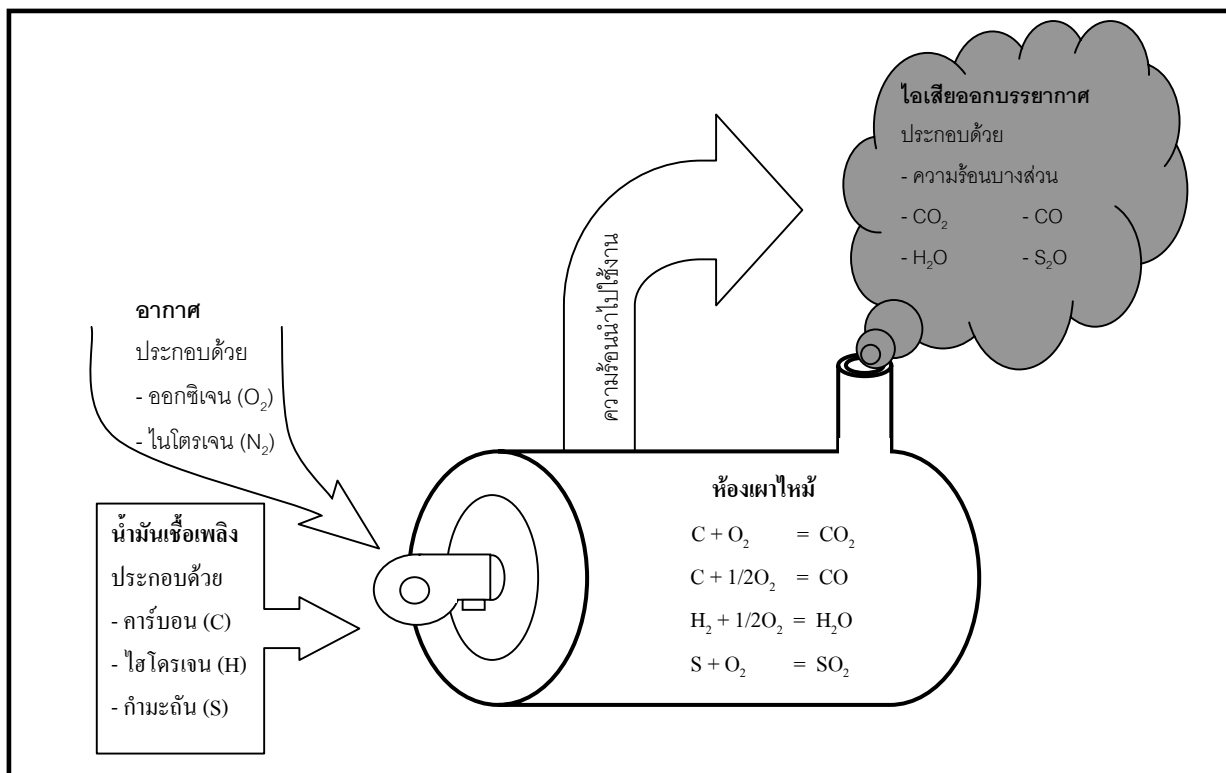 ไอเสียออกบรรยากาศ
ประกอบด้วย
- ความร้อนบางส่วน
- CO₂ - CO
- H₂O - S₂O
ความร้อนนำไปใช้งาน
อากาศ
ประกอบด้วย
- ออกซิเจน (O₂)
- ไนโตรเจน (N₂)
น้ำมันเชื้อเพลิง
ประกอบด้วย
- คาร์บอน (C)
- ไฮโดรเจน (H)
- กำมะถัน (S)
ห้องเผาไหม้
C + O₂ = CO₂
C + 1/2O₂ = CO
H₂ + 1/2O₂ = H₂O
S + O₂ = SO₂